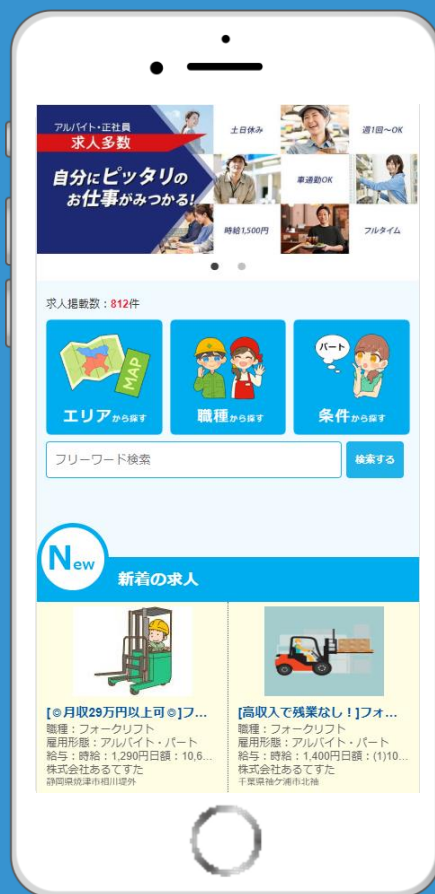 アルバイト・正社員
求人多数
自分にピッタリの
お仕事がみつかる!
土日休み
週1回～OK
車通勤OK
時給1,500円
フルタイム
求人掲載数：812件
MAP
エリアから探す
職種から探す
パート
条件から探す
フリーワード検索
検索する
New
新着の求人
[◎月収29万円以上可◎]フ...
職種：フォークリフト
雇用形態：アルバイト・パート
給与：時給：1,290円日額：10,6...
株式会社あるてすた
静岡県焼津市相川堤外
[高収入で残業なし！]フォ...
職種：フォークリフト
雇用形態：アルバイト・パート
給与：時給：1,400円日額：(1)10...
株式会社あるてすた
千葉県袖ケ浦市北袖